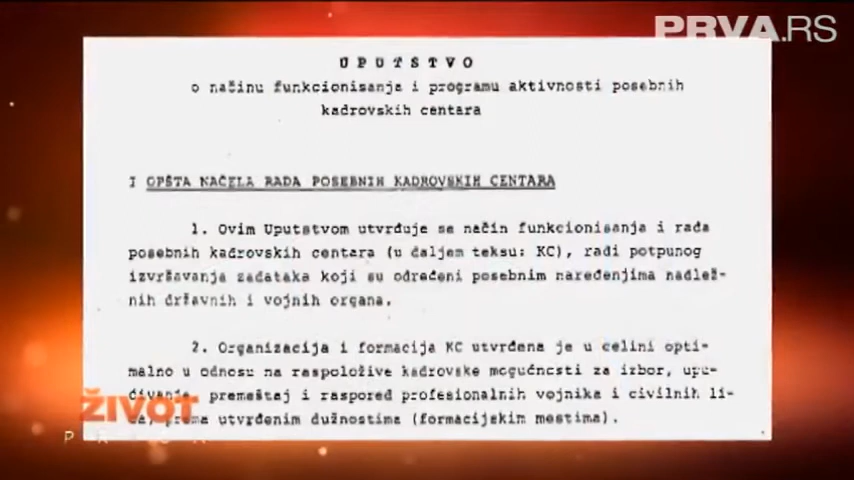 PRVA.RS
UPUTSTVO
o načinu funkcionisanja i programu aktivnosti posebnih
kadrovskih centara
I OPŠTA NAČELA RADA POSEBNIH KADROVSKIH CENTARA
1. Ovim Uputstvom utvrđuje se način funkcionisanja i rada
posebnih kadrovskih centara (u daljem tekstu: KC), radi potpunog
izvršavanja zadataka koji su određeni posebnim naređenjima nadlež-
nih državnih i vojnih organa.
2. Organizacija i formacija KC utvrđena je u celini opti-
malno u odnosu na raspoložive kadrovske mogućnosti za izbor, upu-
ćivanje, premeštaj i raspored profesionalnih vojnika i civilnih li-
ca, prema utvrđenim dužnostima (formacijskim mestima).
ŽIVOT